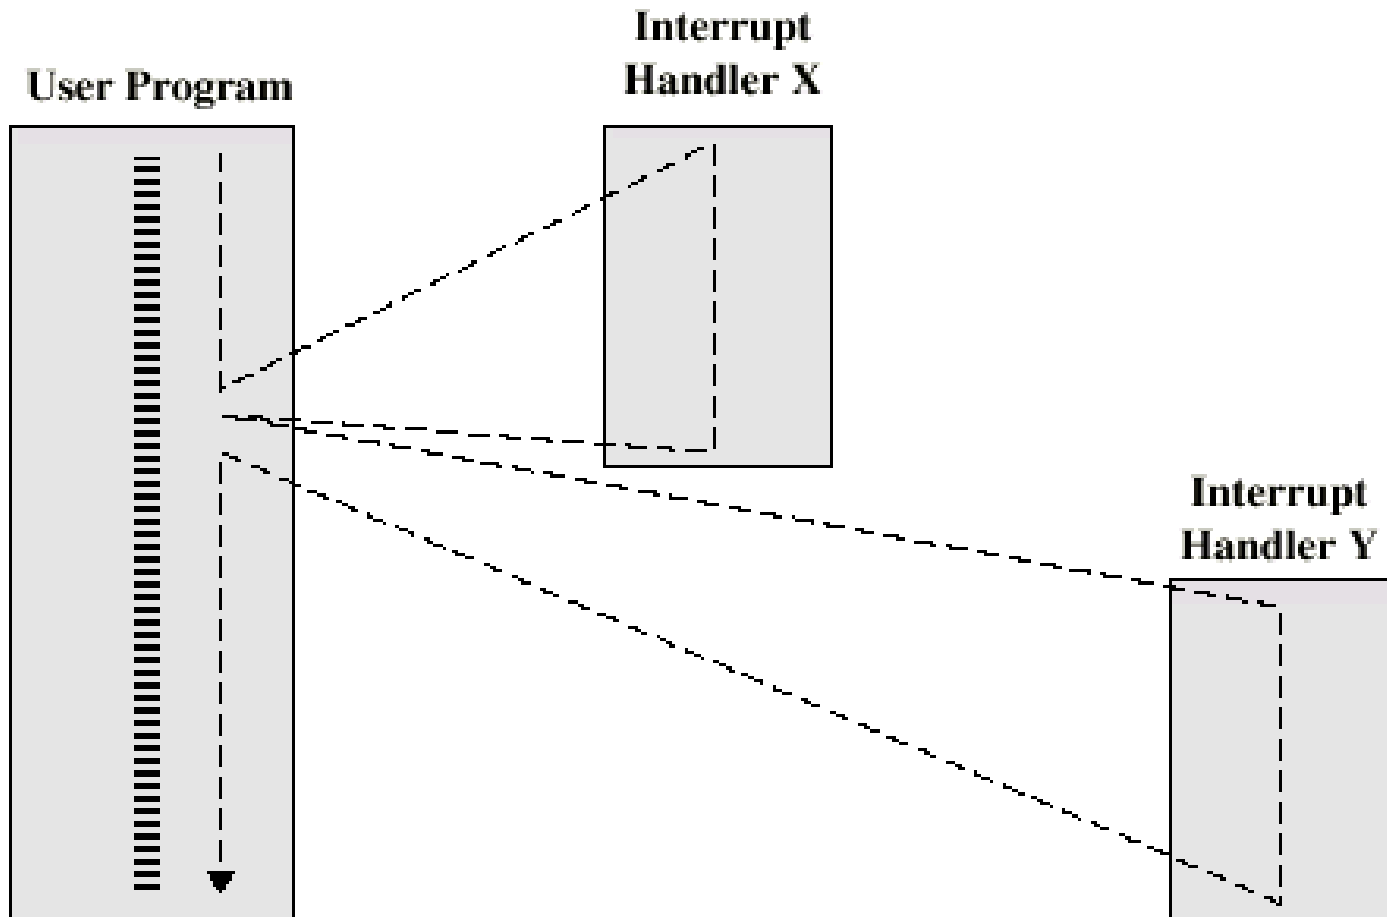 User Program
Interrupt
Handler X
Interrupt
Handler Y